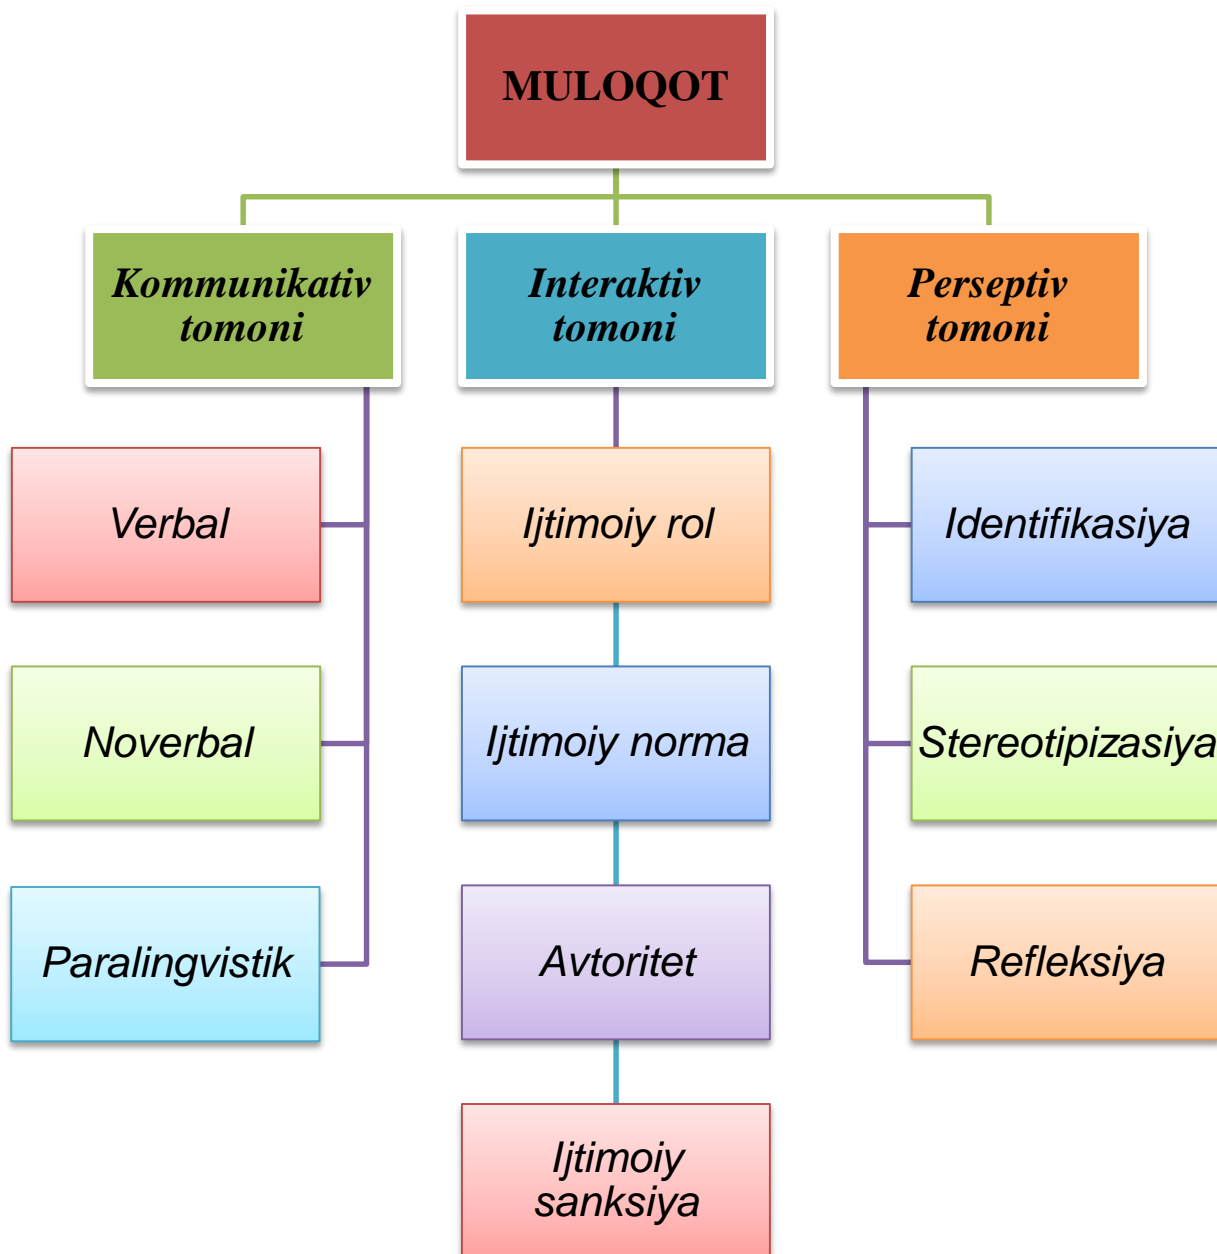 MULOQOT
Kommunikativ
tomoni
Interaktiv
tomoni
Perseptiv
tomoni
Verbal
Ijtimoiy rol
Identifikasiya
Noverbal
Ijtimoiy norma
Stereotipizasiya
Paralingvistik
Avtoritet
Refleksiya
Ijtimoiy
sanksiya